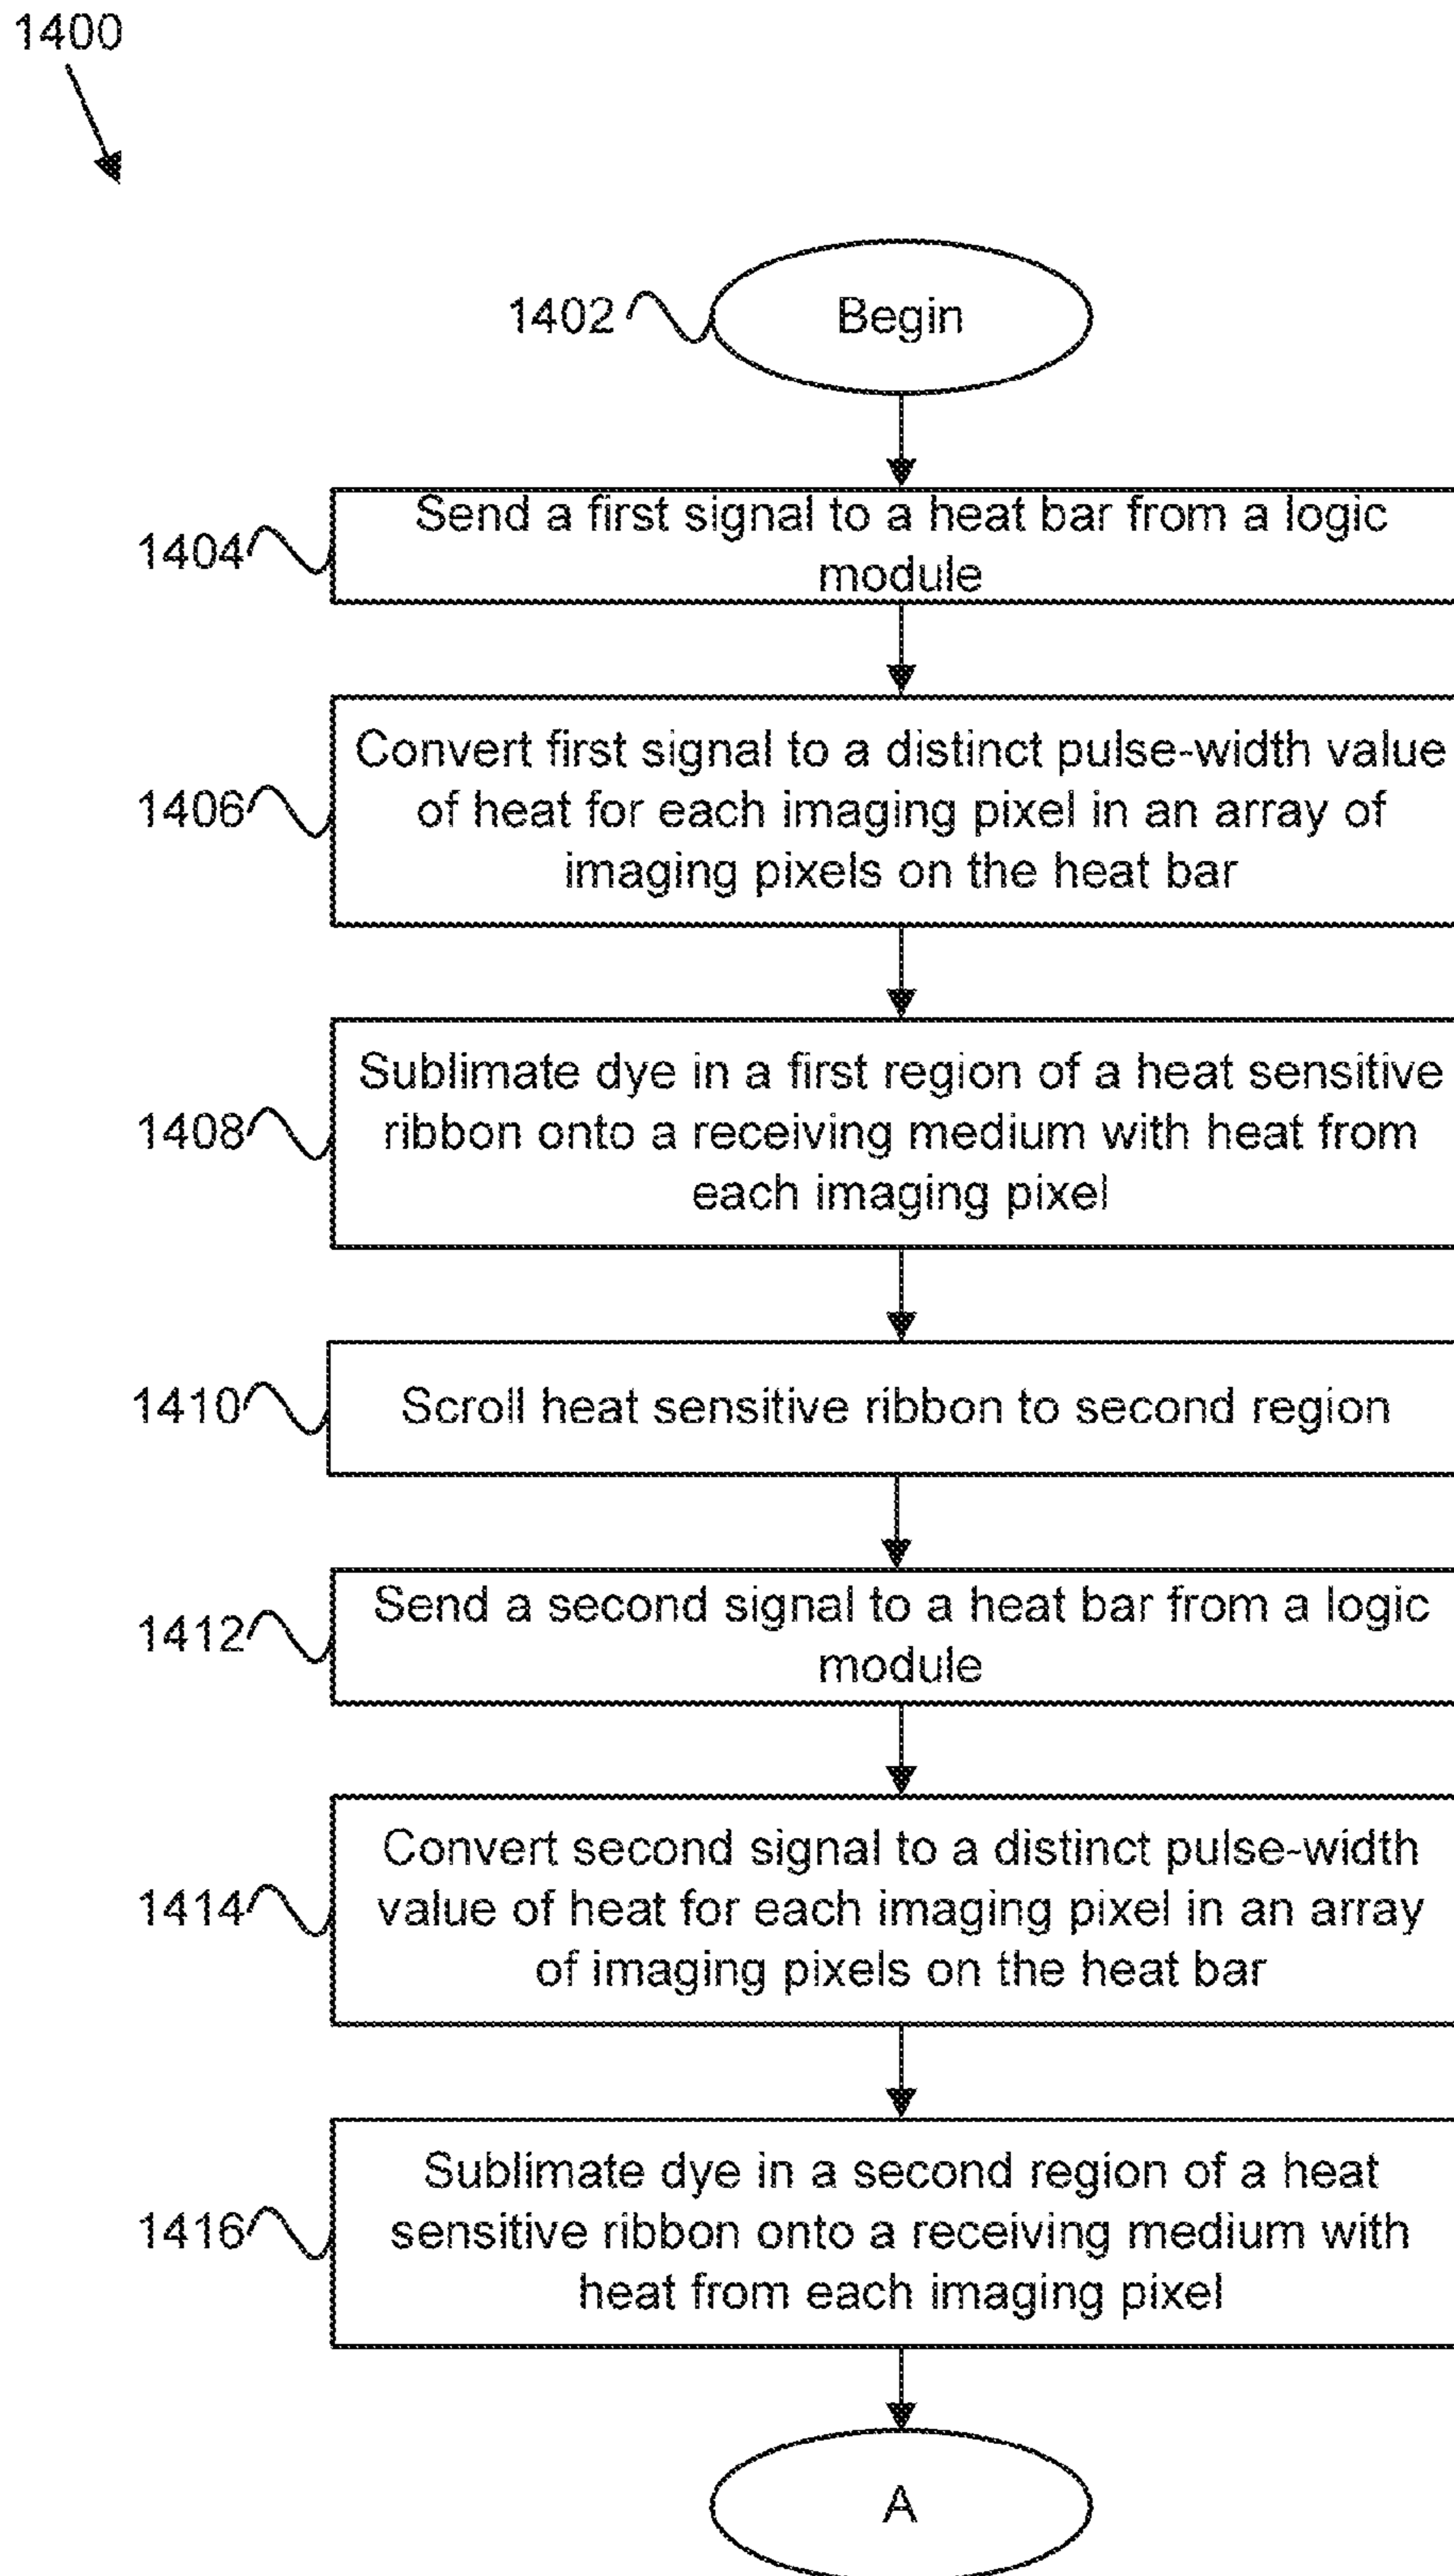 1400
1402
Begin
1404
Send a first signal to a heat bar from a logic
module
1406
Convert first signal to a distinct pulse-width value
of heat for each imaging pixel in an array of
imaging pixels on the heat bar
1408
Sublimate dye in a first region of a heat sensitive
ribbon onto a receiving medium with heat from
each imaging pixel
1410
Scroll heat sensitive ribbon to second region
1412
Send a second signal to a heat bar from a logic
module
1414
Convert second signal to a distinct pulse-width
value of heat for each imaging pixel in an array
of imaging pixels on the heat bar
1416
Sublimate dye in a second region of a heat
sensitive ribbon onto a receiving medium with
heat from each imaging pixel
A